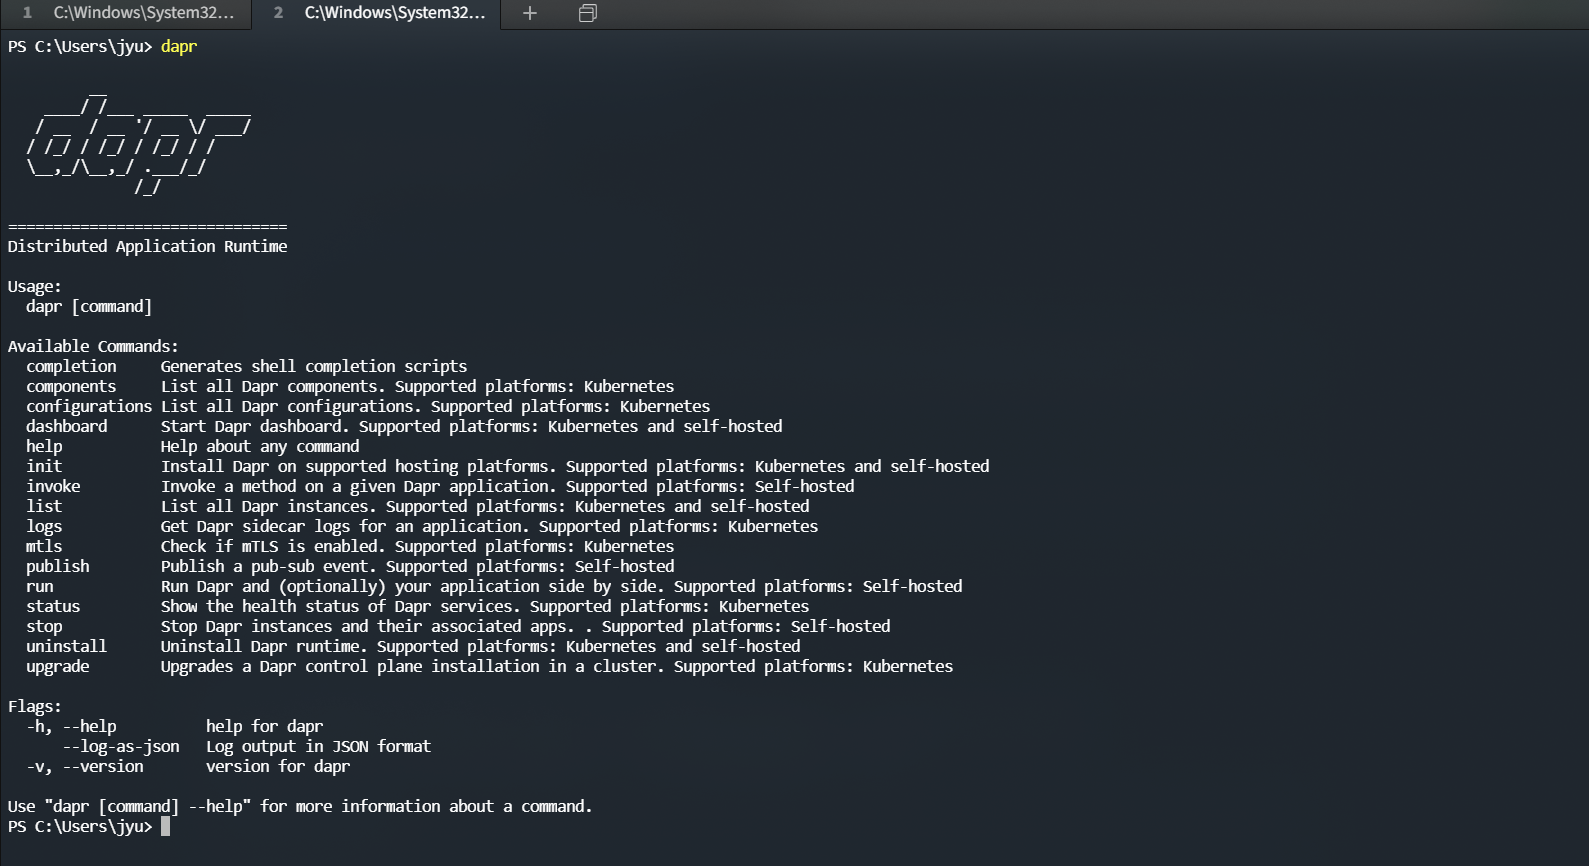 1 C:\Windows\System32... 2 C:\Windows\System32... +
PS C:\Users\jyu> dapr
          __
     ____/ /___ _____  _____
    / __  / __ '/ __ \/ ___/
   / /_/ / /_/ / /_/ / /
   \__,_/\__,_/ .___/_/
               /_/
===============================
Distributed Application Runtime
Usage:
  dapr [command]
Available Commands:
  completion     Generates shell completion scripts
  components     List all Dapr components. Supported platforms: Kubernetes
  configurations List all Dapr configurations. Supported platforms: Kubernetes
  dashboard      Start Dapr dashboard. Supported platforms: Kubernetes and self-hosted
  help           Help about any command
  init           Install Dapr on supported hosting platforms. Supported platforms: Kubernetes and self-hosted
  invoke         Invoke a method on a given Dapr application. Supported platforms: Self-hosted
  list           List all Dapr instances. Supported platforms: Kubernetes and self-hosted
  logs           Get Dapr sidecar logs for an application. Supported platforms: Kubernetes
  mtls           Check if mTLS is enabled. Supported platforms: Kubernetes
  publish        Publish a pub-sub event. Supported platforms: Self-hosted
  run            Run Dapr and (optionally) your application side by side. Supported platforms: Self-hosted
  status         Show the health status of Dapr services. Supported platforms: Kubernetes
  stop           Stop Dapr instances and their associated apps. . Supported platforms: Self-hosted
  uninstall      Uninstall Dapr runtime. Supported platforms: Kubernetes and self-hosted
  upgrade        Upgrades a Dapr control plane installation in a cluster. Supported platforms: Kubernetes
Flags:
  -h, --help          help for dapr
      --log-as-json   Log output in JSON format
  -v, --version       version for dapr
Use "dapr [command] --help" for more information about a command.
PS C:\Users\jyu>